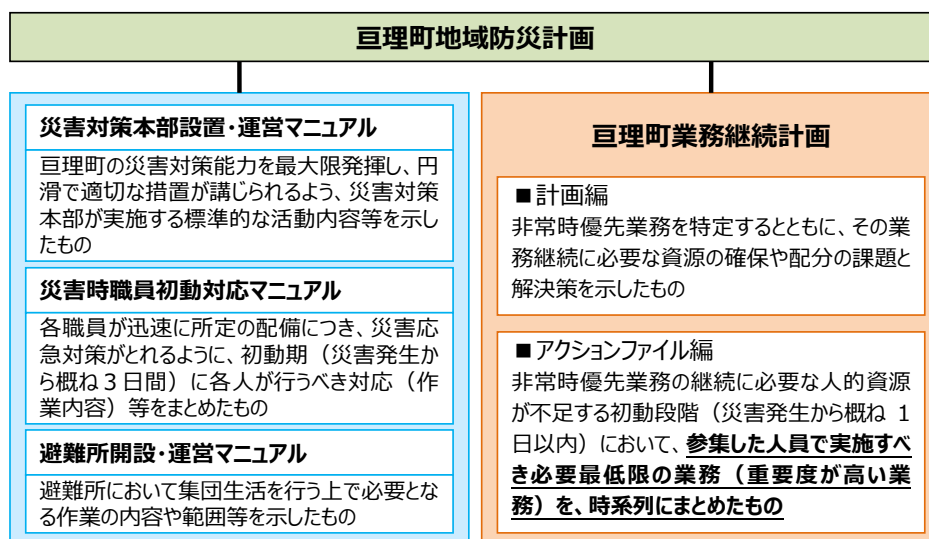 亘理町地域防災計画
災害対策本部設置・運営マニュアル
亘理町の災害対策能力を最大限発揮し、円
滑で適切な措置が講じられるよう、災害対策
本部が実施する標準的な活動内容等を示し
たもの
災害時職員初動対応マニュアル
各職員が迅速に所定の配備につき、災害応
急対策がとれるように、初動期（災害発生か
ら概ね３日間）に各人が行うべき対応（作
業内容）等をまとめたもの
避難所開設・運営マニュアル
避難所において集団生活を行う上で必要とな
る作業の内容や範囲等を示したもの
亘理町業務継続計画
■計画編
非常時優先業務を特定するとともに、その業
務継続に必要な資源の確保や配分の課題と
解決策を示したもの
■アクションファイル編
非常時優先業務の継続に必要な人的資源
が不足する初動段階（災害発生から概ね 1
日以内）において、参集した人員で実施すべ
き必要最低限の業務（重要度が高い業
務）を、時系列にまとめたもの